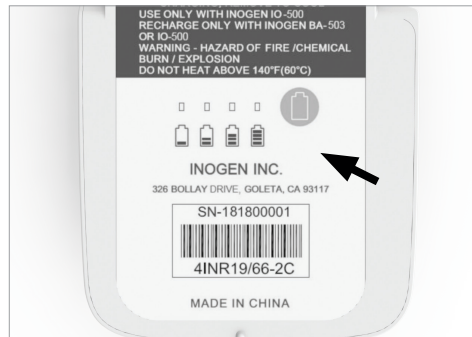 USE ONLY WITH INOGEN IO-500
RECHARGE ONLY WITH INOGEN BA-503
OR IO-500
WARNING - HAZARD OF FIRE /CHEMICAL
BURN / EXPLOSION
DO NOT HEAT ABOVE 140°F(60°C)
INOGEN INC.
326 BOLLAY DRIVE, GOLETA, CA 93117
SN-181800001
4INR19/66-2C
MADE IN CHINA